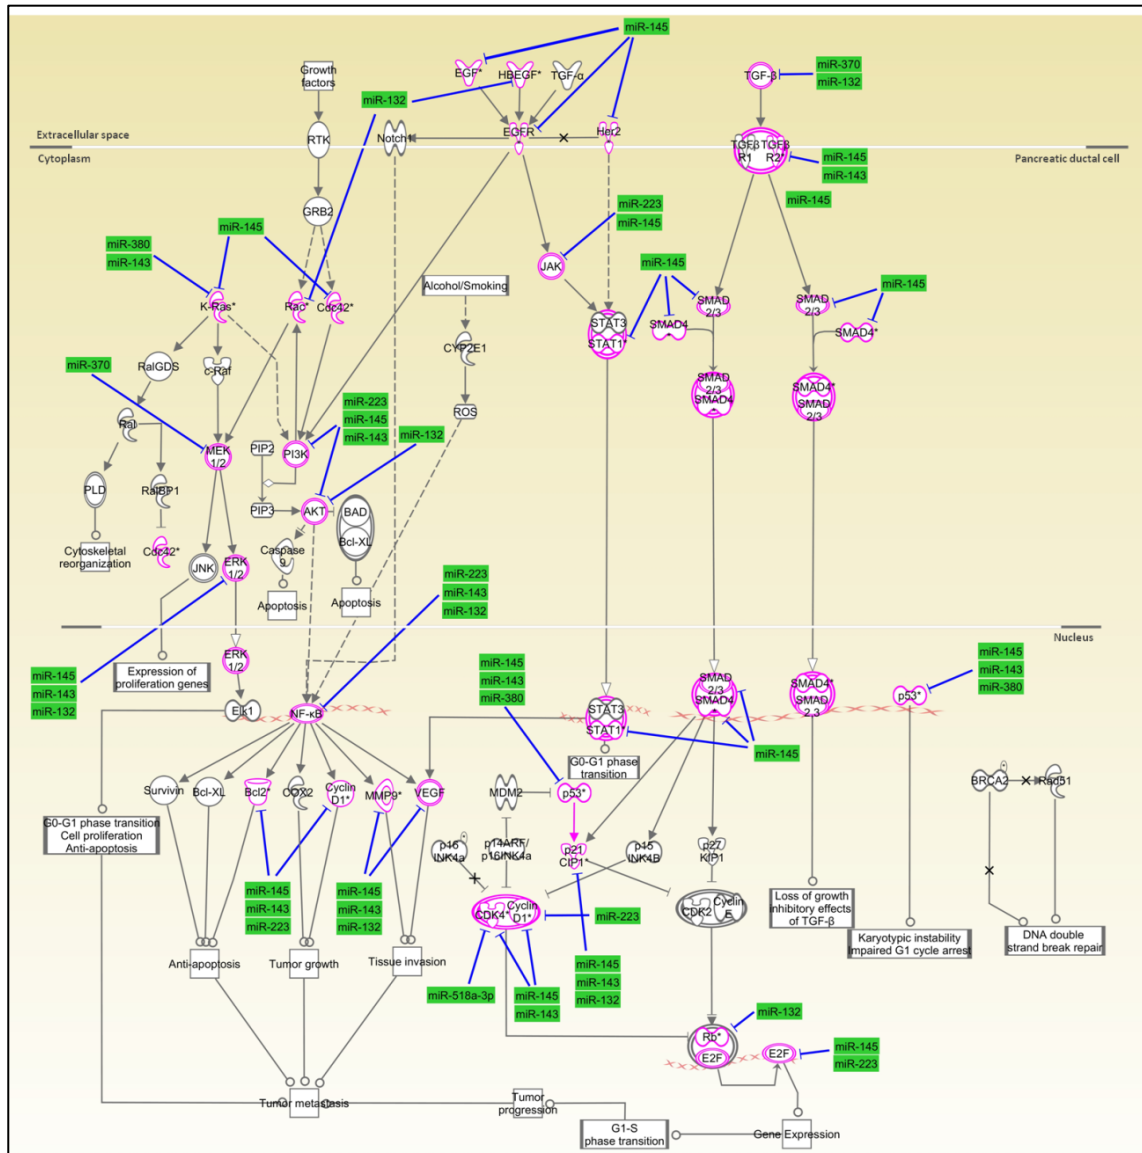 miR-145
EGF*
HBEGF*
TGF-α
TGF-β
miR-370
miR-132
Growth
factors
miR-132
Extracellular space
Cytoplasm
RTK
Notch1
EGFR
Her2
TGFβ
R1
TGFβ
R2*
Pancreatic ductal cell
miR-145
miR-143
miR-145
GRB2
miR-223
miR-145
miR-380
miR-143
miR-145
JAK
miR-145
miR-145
K-Ras*
Rac*
Cdc42*
Alcohol/Smoking
SMAD
2/3
SMAD
2/3
STAT3
STAT1*
SMAD4
SMAD4*
CYP2E1
miR-370
RalGDS
c-Raf
SMAD
2/3
SMAD4
SMAD4*
SMAD
2/3
miR-223
miR-145
miR-143
ROS
Ral
miR-132
MEK
1/2
PIP2
PI3K
PLD
RalBP1
PIP3
AKT
BAD
Bcl-XL
Cytoskeletal
reorganization
Cdc42*
JNK
ERK
1/2
Caspase
9
miR-223
miR-143
miR-132
Apoptosis
Apoptosis
Nucleus
miR-145
miR-143
miR-132
Expression of
proliferation genes
ERK
1/2
miR-145
miR-143
miR-380
miR-145
miR-143
miR-380
Elk1
NF-κB
STAT3
STAT1*
SMAD
2/3
SMAD4
SMAD4*
SMAD
2,3
p53*
miR-145
G0-G1 phase
transition
Survivin
Bcl-XL
Bcl2*
COX2
Cyclin
D1*
MMP9*
VEGF
MDM2
p53*
BRCA2
Rad51
G0-G1 phase transition
Cell proliferation
Anti-apoptosis
p16
INK4a
p14ARF/
p16INK4a
p21
CIP1*
p15
INK4B
p27
KIP1
miR-145
miR-143
miR-223
miR-145
miR-143
miR-132
CDK4*
Cyclin
D1*
miR-223
CDK2
Cyclin
E
Loss of growth
inhibitory effects
of TGF-β
Karyotypic instability
Impaired G1 cycle arrest
DNA double
strand break repair
Anti-apoptosis
Tumor growth
Tissue invasion
miR-518a-3p
miR-145
miR-143
miR-145
miR-143
miR-132
miR-132
Rb*
E2F
E2F
miR-145
miR-223
Tumor metastasis
Tumor
progression
G1-S
phase transition
Gene Expression